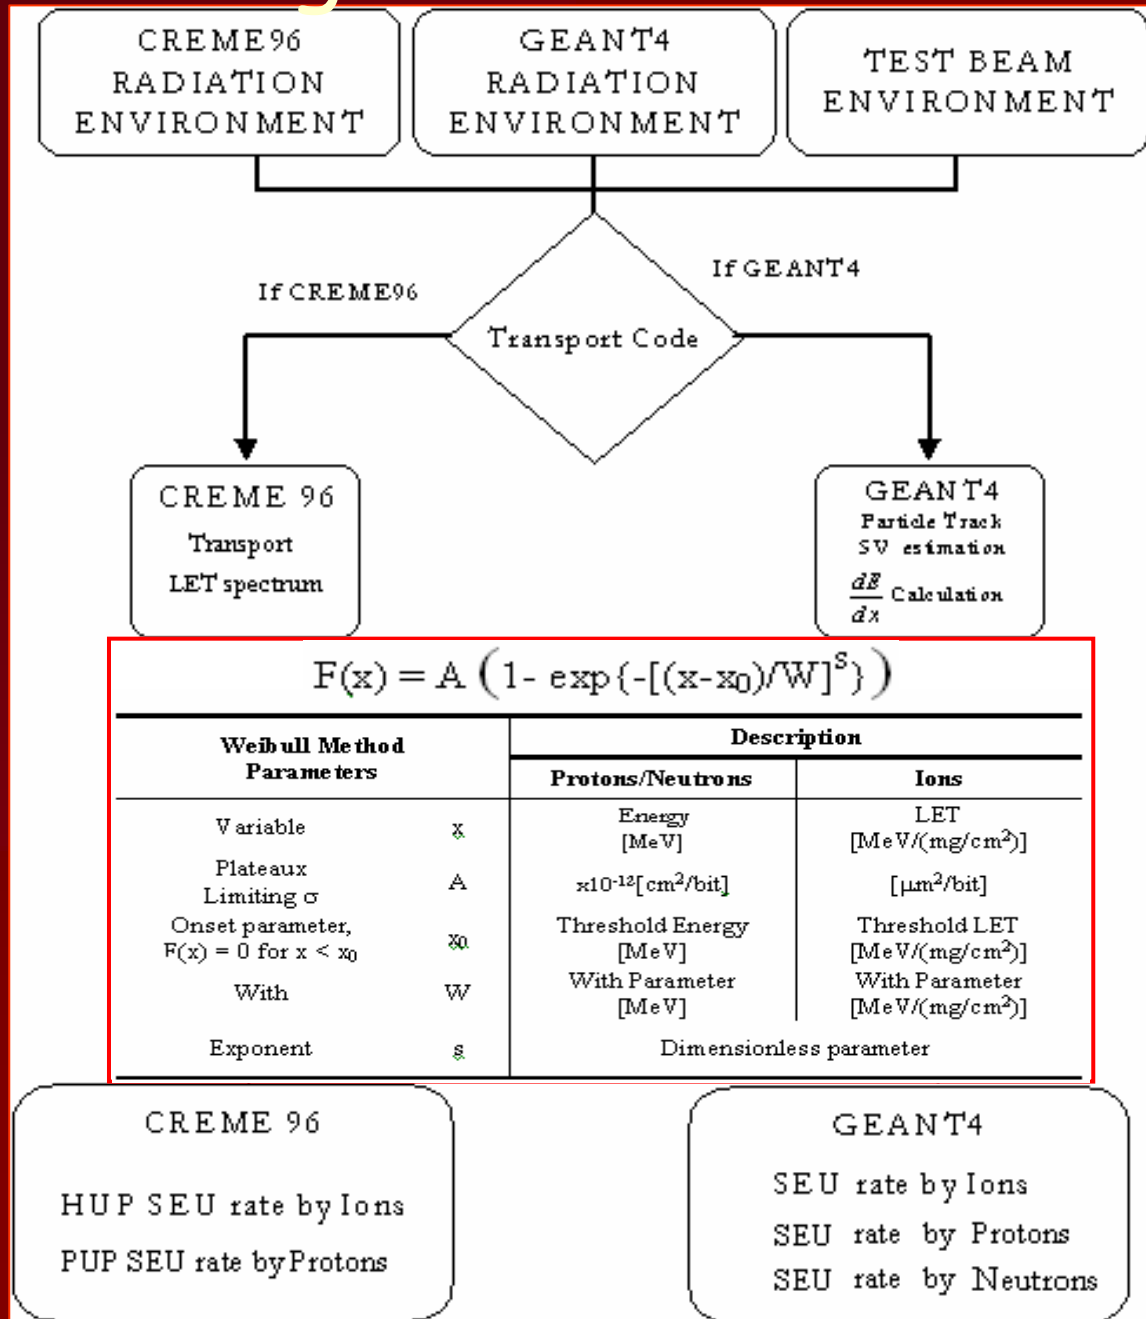 CREME96
RADIATION
ENVIRONMENT
GEANT4
RADIATION
ENVIRONMENT
TEST BEAM
ENVIRONMENT
If CREME96
If GEANT4
Transport Code
CREME 96
Transport
LET spectrum
GEANT4
Particle Track
SV estimation
dE/dx Calculation
F(x) = A (1- exp{-[(x-x₀)/W]ˢ})
Weibull Method
Parameters
Description
Protons/Neutrons
Ions
Variable x
Energy
[MeV]
LET
[MeV/(mg/cm²)]
Plateaux
Limiting σ
A
x10⁻¹²[cm²/bit]
[µm²/bit]
Onset parameter,
F(x) = 0 for x < x₀
x₀
Threshold Energy
[MeV]
Threshold LET
[MeV/(mg/cm²)]
With W
With Parameter
[MeV]
With Parameter
[MeV/(mg/cm²)]
Exponent s
Dimensionless parameter
CREME 96
HUP SEU rate by Ions
PUP SEU rate by Protons
GEANT4
SEU rate by Ions
SEU rate by Protons
SEU rate by Neutrons